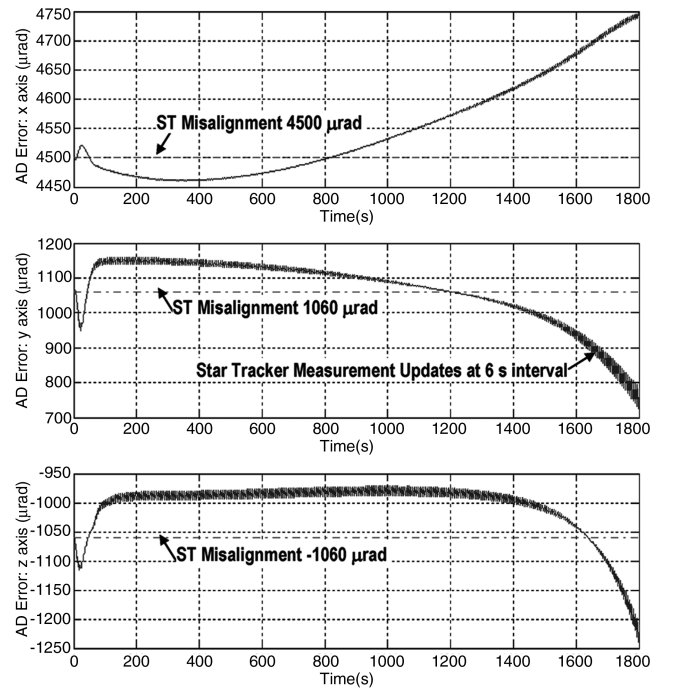 AD Error: x axis (μrad)
4750
4700
4650
4600
4550
4500
4450
ST Misalignment 4500 μrad
0 200 400 600 800 1000 1200 1400 1600 1800
Time(s)
AD Error: y axis (μrad)
1200
1100
1000
900
800
700
ST Misalignment 1060 μrad
Star Tracker Measurement Updates at 6 s interval
0 200 400 600 800 1000 1200 1400 1600 1800
Time(s)
AD Error: z axis (μrad)
-950
-1000
-1050
-1100
-1150
-1200
-1250
ST Misalignment -1060 μrad
0 200 400 600 800 1000 1200 1400 1600 1800
Time(s)